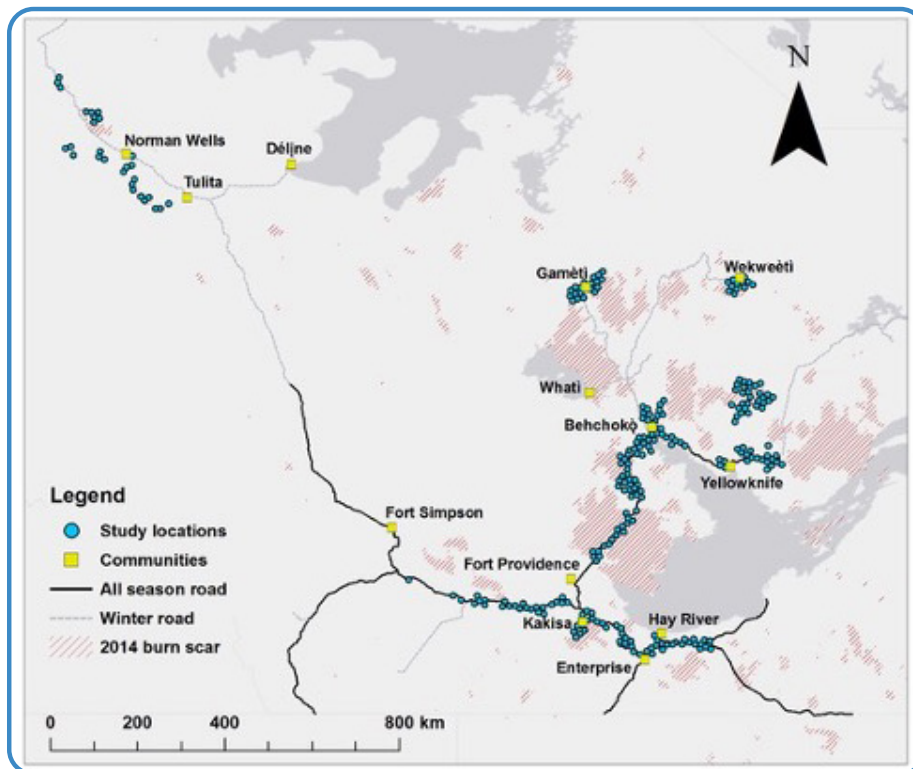 N
Norman Wells
Délįne
Tulita
Gamètì
Wekweètì
Whatì
Behchokǫ̀
Yellowknife
Legend
Study locations
Communities
All season road
Winter road
2014 burn scar
Fort Simpson
Fort Providence
Kakisa
Hay River
Enterprise
0 200 400 800 km